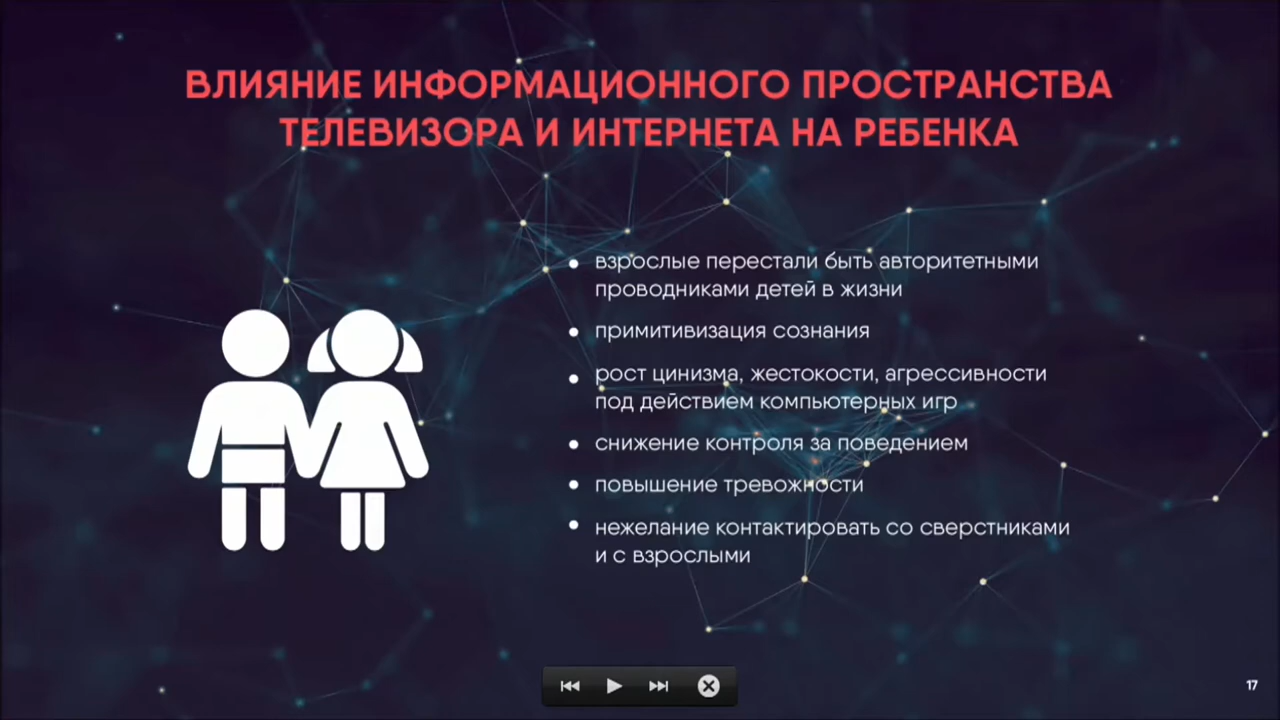 ВЛИЯНИЕ ИНФОРМАЦИОННОГО ПРОСТРАНСТВА
ТЕЛЕВИЗОРА И ИНТЕРНЕТА НА РЕБЕНКА
• взрослые перестали быть авторитетными
проводниками детей в жизни
• примитивизация сознания
• рост цинизма, жестокости, агрессивности
под действием компьютерных игр
• снижение контроля за поведением
• повышение тревожности
• нежелание контактировать со сверстниками
и с взрослыми
17